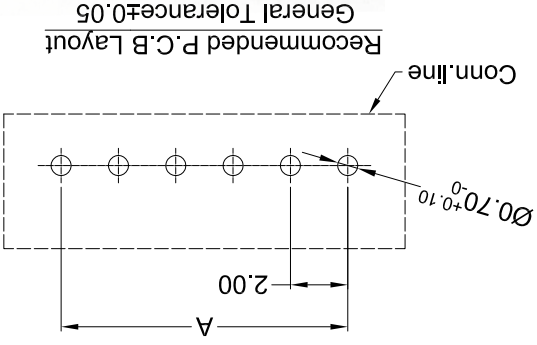 A
2.00
Ø0.70+0.10
-0
Conn.line
Recommended P.C.B Layout
General Tolerance±0.05